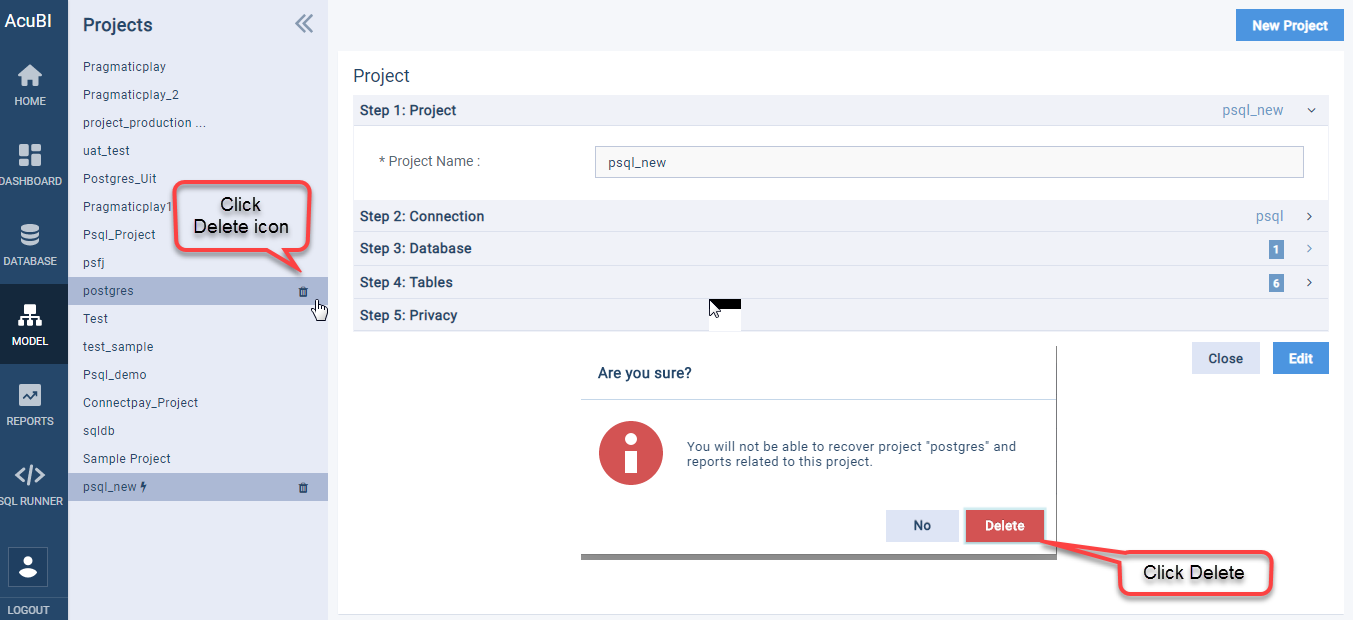 AcuBI
HOME
DASHBOARD
DATABASE
MODEL
REPORTS
SQL RUNNER
LOGOUT
Projects
Pragmaticplay
Pragmaticplay_2
project_production ...
uat_test
Postgres_Uit
Pragmaticplay1
Psql_Project
psfj
postgres
Test
test_sample
Psql_demo
Connectpay_Project
sqldb
Sample Project
psql_new
Click
Delete icon
New Project
Project
Step 1: Project psql_new
* Project Name : psql_new
Step 2: Connection psql
Step 3: Database 1
Step 4: Tables 6
Step 5: Privacy
Close Edit
Are you sure?
You will not be able to recover project "postgres" and
reports related to this project.
No Delete
Click Delete